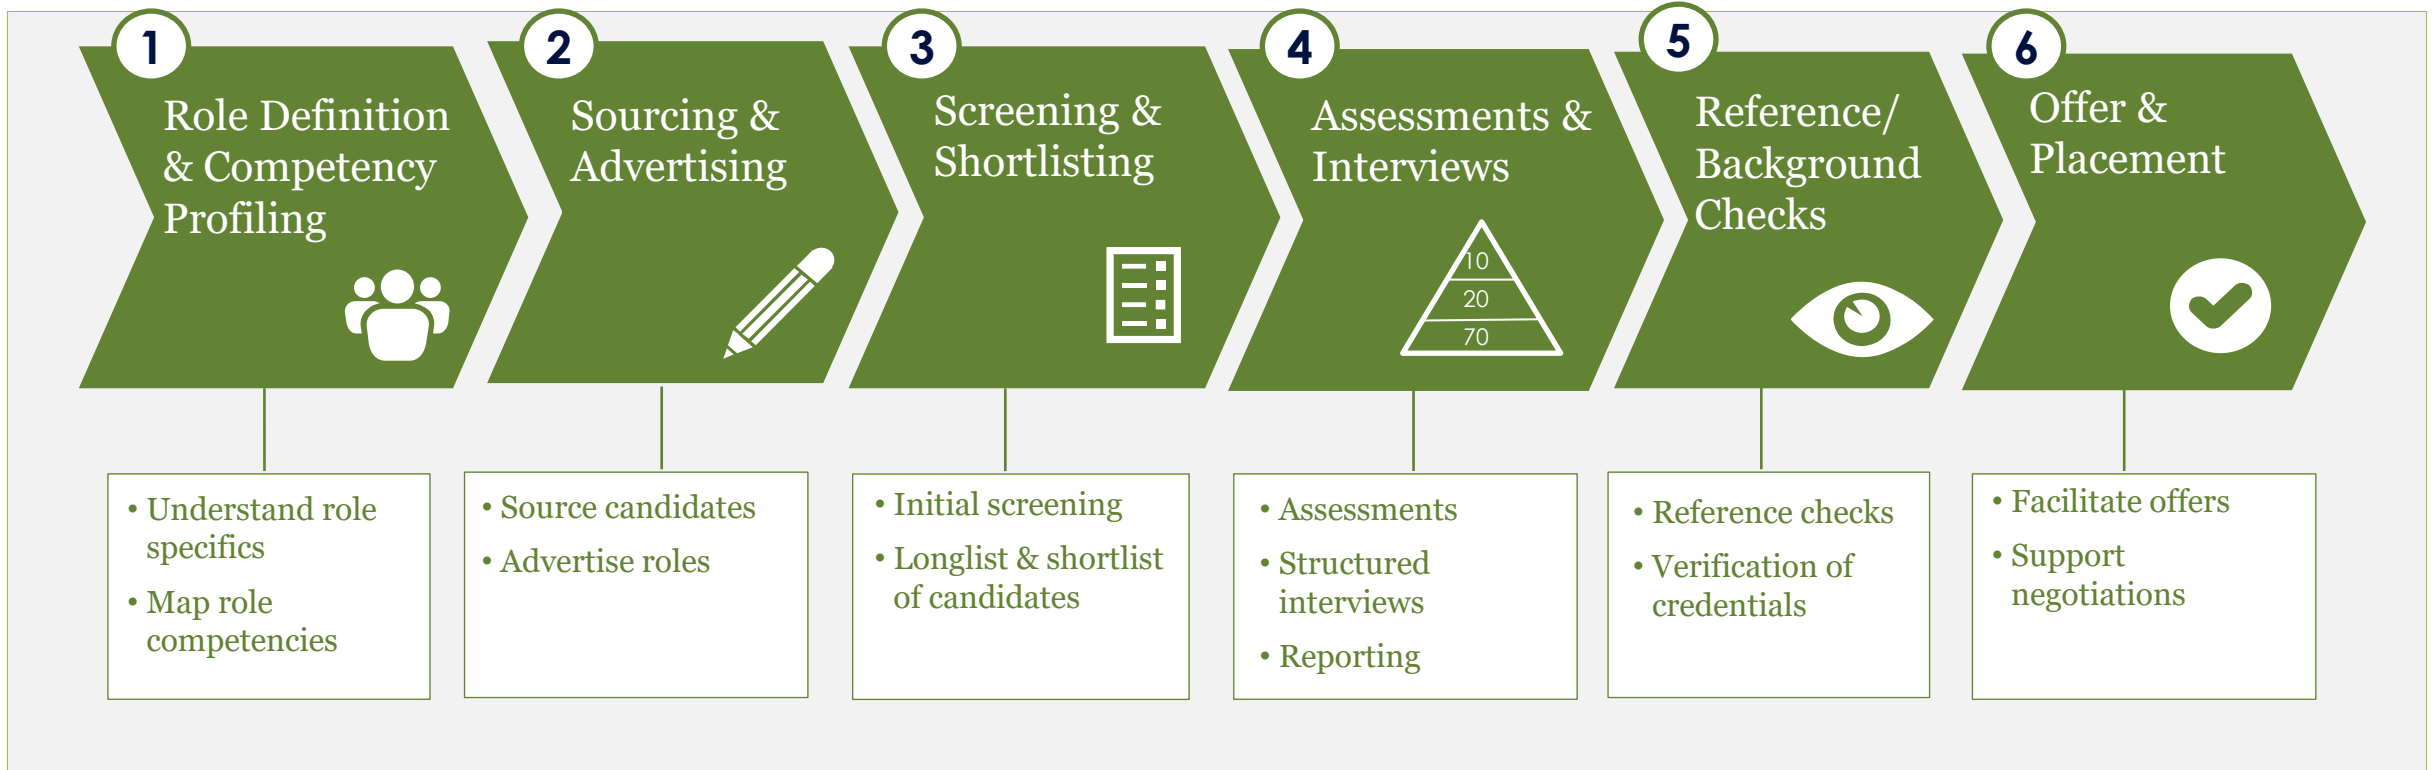 1
Role Definition
& Competency
Profiling
2
Sourcing &
Advertising
3
Screening &
Shortlisting
4
Assessments &
Interviews
10
20
70
5
Reference/
Background
Checks
6
Offer &
Placement
• Understand role
specifics
• Map role
competencies
• Source candidates
• Advertise roles
• Initial screening
• Longlist & shortlist
of candidates
• Assessments
• Structured
interviews
• Reporting
• Reference checks
• Verification of
credentials
• Facilitate offers
• Support
negotiations